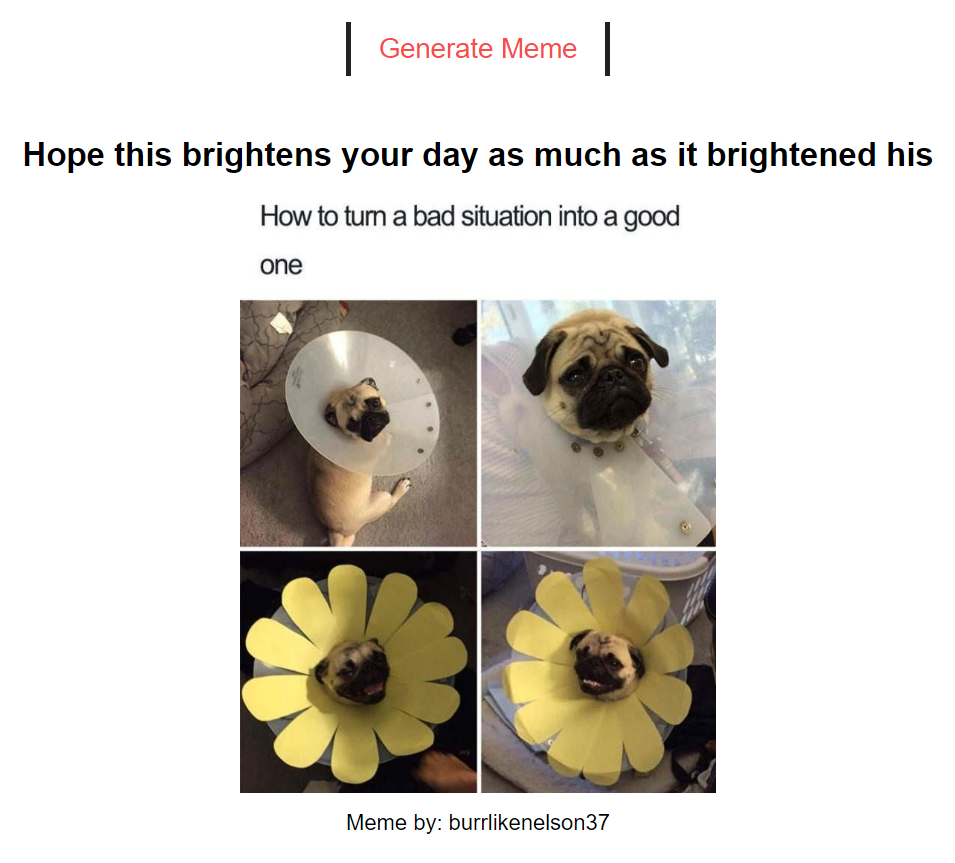 Generate Meme
Hope this brightens your day as much as it brightened his
How to turn a bad situation into a good
one
Meme by: burrlikenelson37